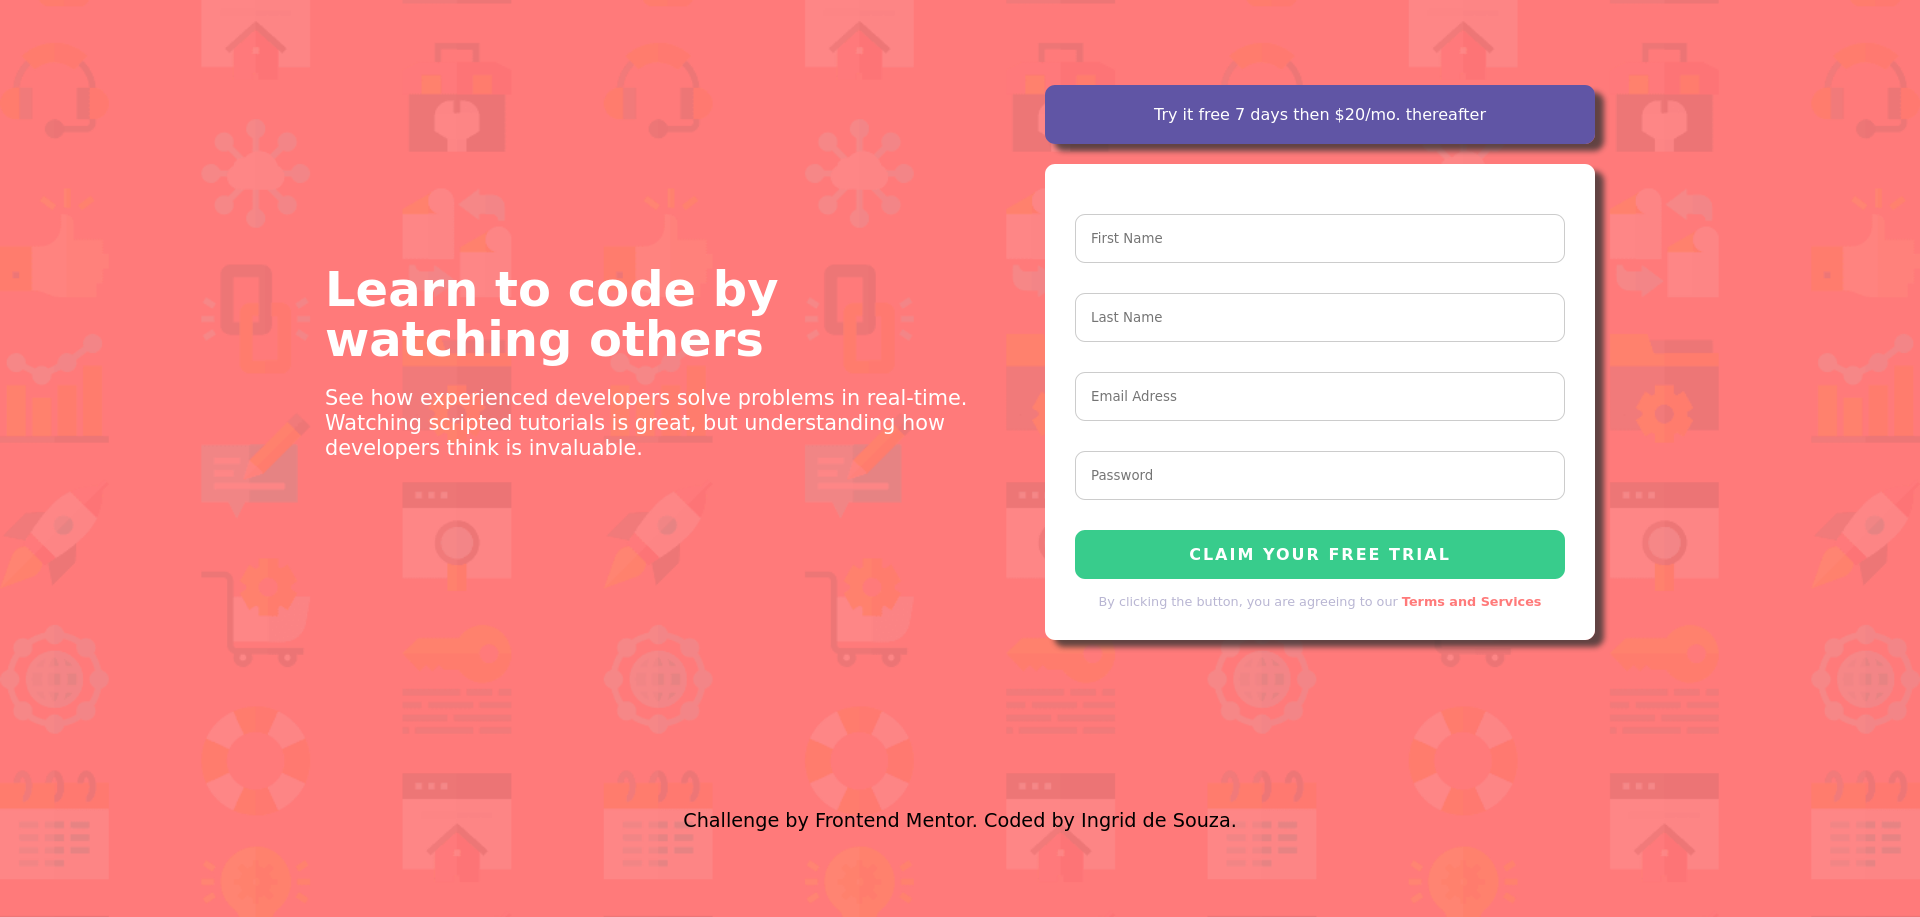 Learn to code by
watching others
See how experienced developers solve problems in real-time.
Watching scripted tutorials is great, but understanding how
developers think is invaluable.
Try it free 7 days then $20/mo. thereafter
First Name
Last Name
Email Adress
Password
CLAIM YOUR FREE TRIAL
By clicking the button, you are agreeing to our Terms and Services
Challenge by Frontend Mentor. Coded by Ingrid de Souza.